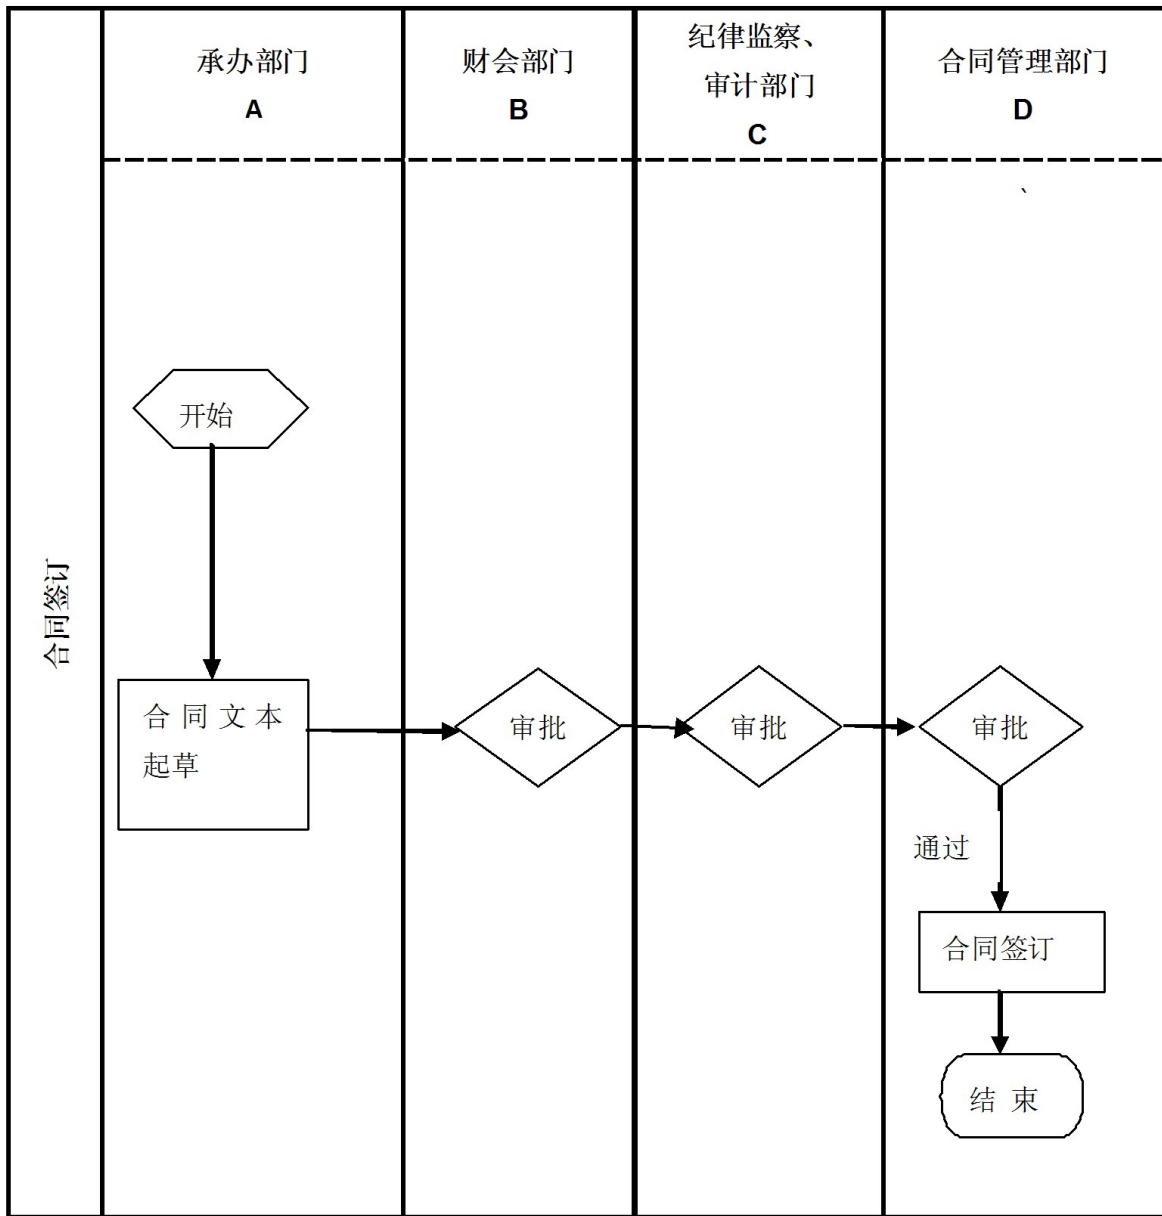 承办部门
A
财会部门
B
纪律监察、
审计部门
C
合同管理部门
D
、
合同签订
开始
合同文本
起草
审批
审批
审批
通过
合同签订
结 束